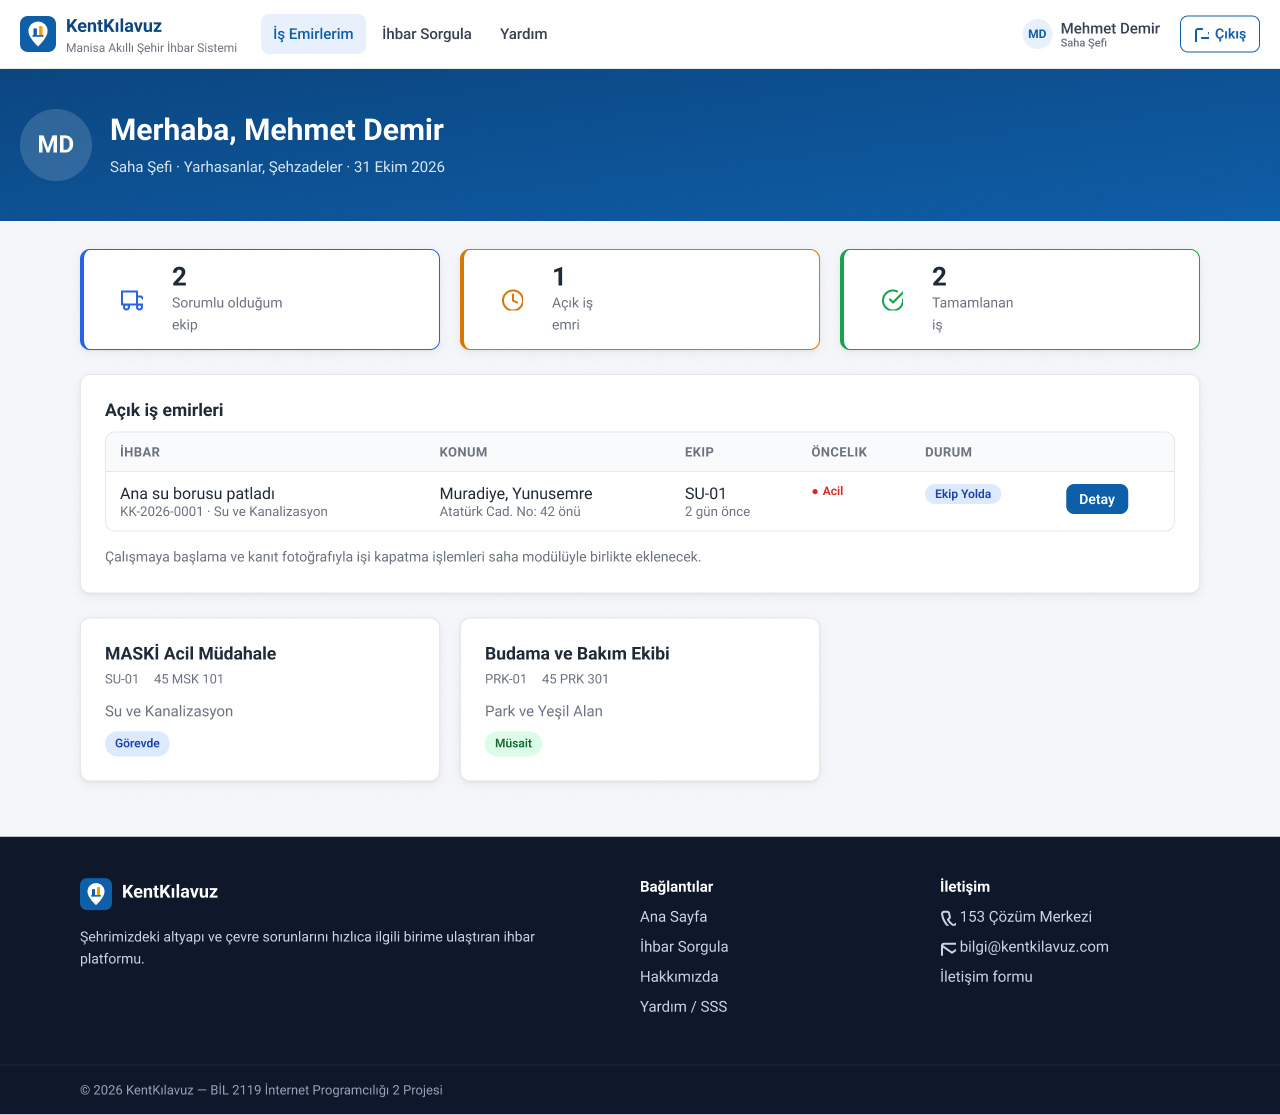 KentKılavuz
Manisa Akıllı Şehir İhbar Sistemi
İş Emirlerim
İhbar Sorgula
Yardım
MD
Mehmet Demir
Saha Şefi
Çıkış
MD
Merhaba, Mehmet Demir
Saha Şefi · Yarhasanlar, Şehzadeler · 31 Ekim 2026
2
Sorumlu olduğum
ekip
1
Açık iş
emri
2
Tamamlanan
iş
Açık iş emirleri
İHBAR KONUM EKIP ÖNCELIK DURUM
Ana su borusu patladı Muradiye, Yunusemre SU-01 • Acil Ekip Yolda Detay
KK-2026-0001 · Su ve Kanalizasyon Atatürk Cad. No: 42 önü 2 gün önce
Çalışmaya başlama ve kanıt fotoğrafıyla işi kapatma işlemleri saha modülüyle birlikte eklenecek.
MASKİ Acil Müdahale
SU-01 45 MSK 101
Su ve Kanalizasyon
Görevde
Budama ve Bakım Ekibi
PRK-01 45 PRK 301
Park ve Yeşil Alan
Müsait
KentKılavuz
Şehrimizdeki altyapı ve çevre sorunlarını hızlıca ilgili birime ulaştıran ihbar
platformu.
Bağlantılar
Ana Sayfa
İhbar Sorgula
Hakkımızda
Yardım / SSS
İletişim
153 Çözüm Merkezi
bilgi@kentkilavuz.com
İletişim formu
© 2026 KentKılavuz — BİL 2119 İnternet Programcılığı 2 Projesi